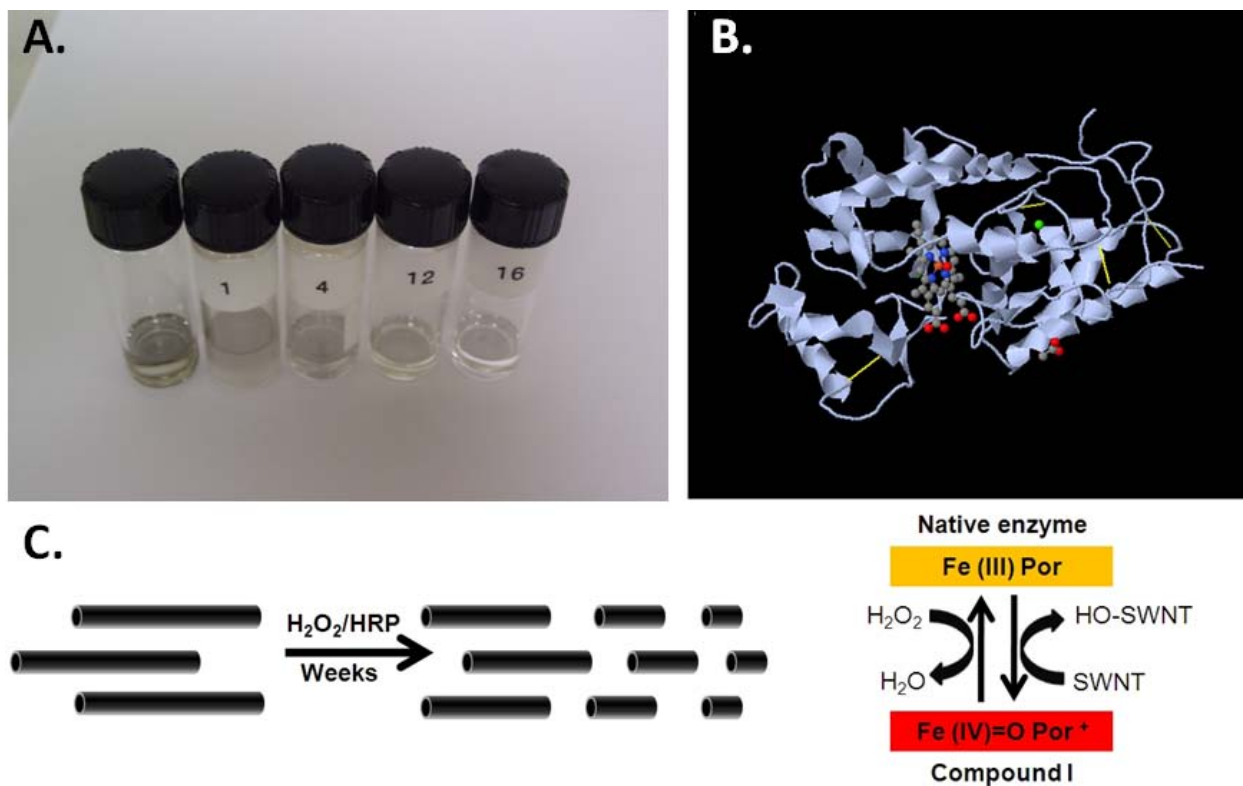 A.
1
4
12
16
B.
C.
H₂O₂/HRP
Weeks
Native enzyme
Fe (III) Por
H₂O₂
HO-SWNT
H₂O
SWNT
Fe (IV)=O Por ⁺
Compound I